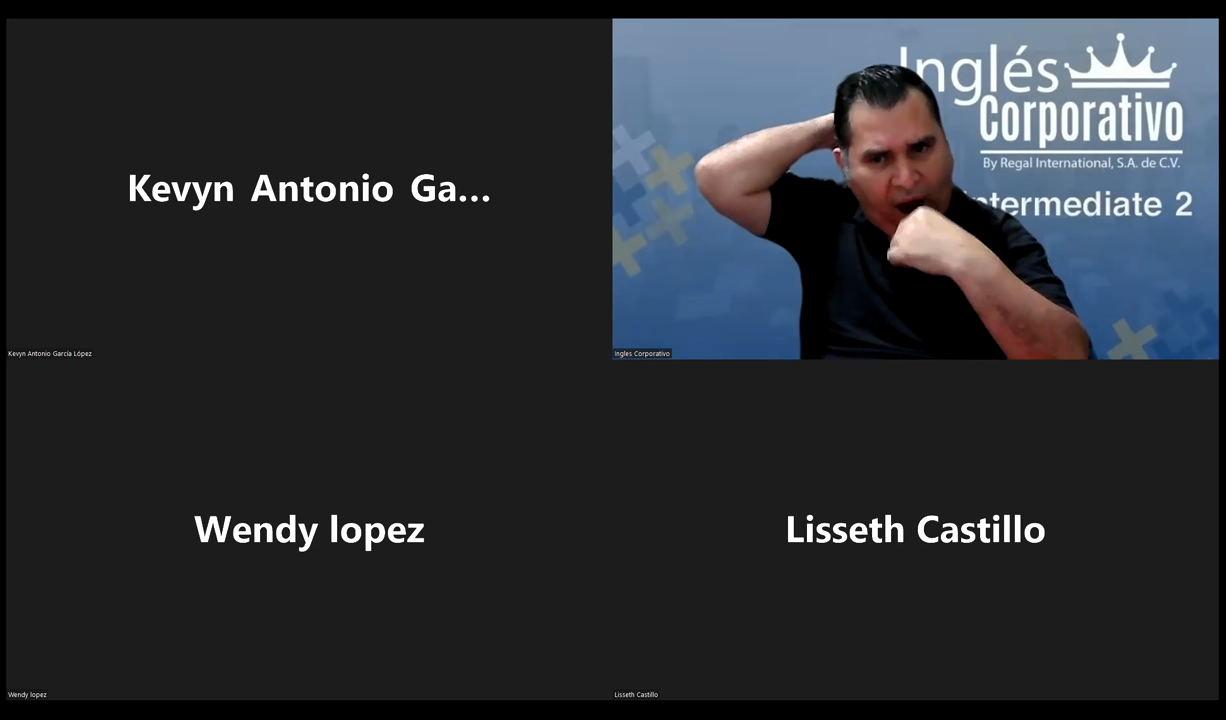 Kevyn Antonio Ga...
Kevyn Antonio García López
Inglés
Corporativo
By Regal International, S.A. de C.V.
ntermediate 2
Ingles Corporativo
Wendy lopez
Wendy lopez
Lisseth Castillo
Lisseth Castillo